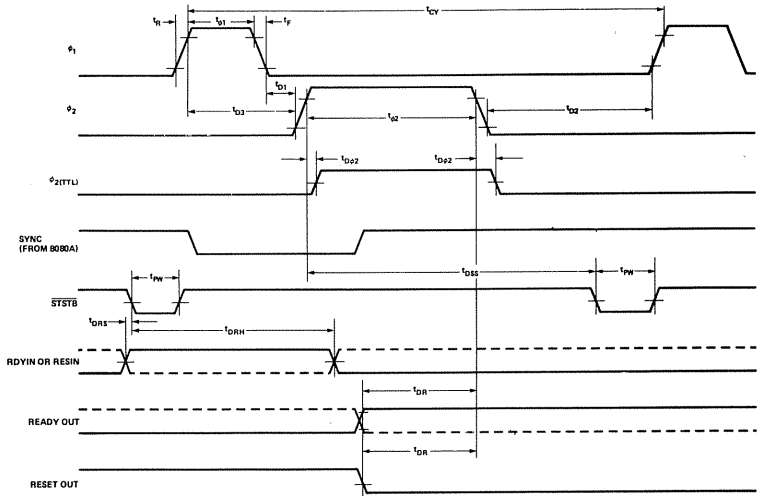 tCY
tR
tϕ1
tF
ϕ1
tD1
tD3
tD2
ϕ2
tϕ2
tDϕ2
tDϕ2
ϕ2(TTL)
SYNC
(FROM 8080A)
tDSS
tPW
tPW
STSTB
tDRS
tDRH
RDYIN OR RESIN
tDR
READY OUT
tDR
RESET OUT